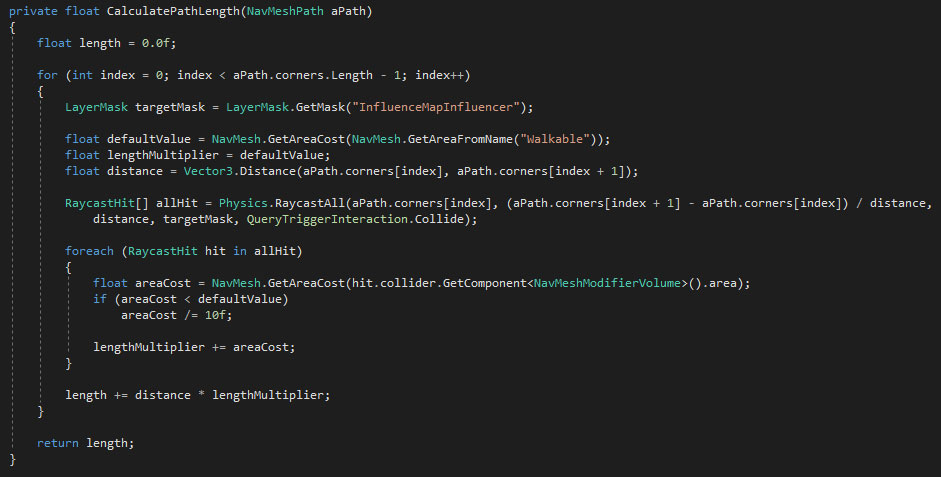 private float CalculatePathLength(NavMeshPath aPath)
{
float length = 0.0f;
for (int index = 0; index < aPath.corners.Length - 1; index++)
{
LayerMask targetMask = LayerMask.GetMask("InfluenceMapInfluencer");
float defaultValue = NavMesh.GetAreaCost(NavMesh.GetAreaFromName("Walkable"));
float lengthMultiplier = defaultValue;
float distance = Vector3.Distance(aPath.corners[index], aPath.corners[index + 1]);
RaycastHit[] allHit = Physics.RaycastAll(aPath.corners[index], (aPath.corners[index + 1] - aPath.corners[index]) / distance,
distance, targetMask, QueryTriggerInteraction.Collide);
foreach (RaycastHit hit in allHit)
{
float areaCost = NavMesh.GetAreaCost(hit.collider.GetComponent<NavMeshModifierVolume>().area);
if (areaCost < defaultValue)
areaCost /= 10f;
lengthMultiplier += areaCost;
}
length += distance * lengthMultiplier;
}
return length;
}